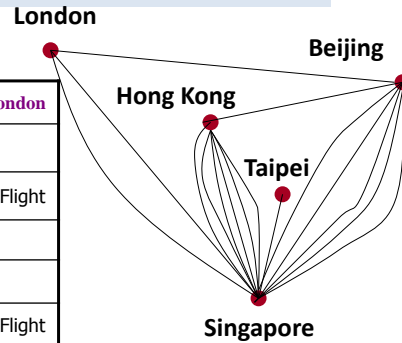 London
Beijing
Hong Kong
Taipei
Flight
Flight
Singapore